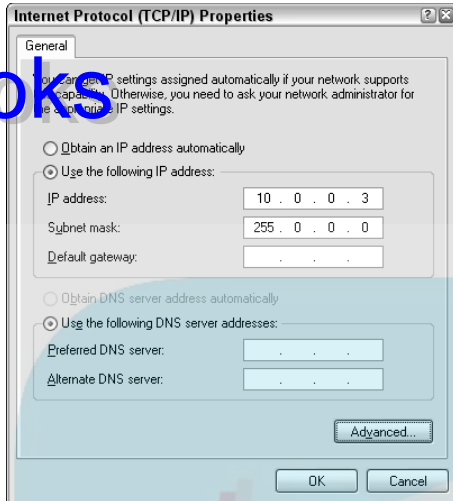 Internet Protocol (TCP/IP) Properties
General
oks
IP settings assigned automatically if your network supports
capability. Otherwise, you need to ask your network administrator for
the appropriate IP settings.
Obtain an IP address automatically
Use the following IP address:
IP address: 10 . 0 . 0 . 3
Subnet mask: 255 . 0 . 0 . 0
Default gateway: . . .
Obtain DNS server address automatically
Use the following DNS server addresses:
Preferred DNS server: . . .
Alternate DNS server: . . .
Advanced...
OK Cancel